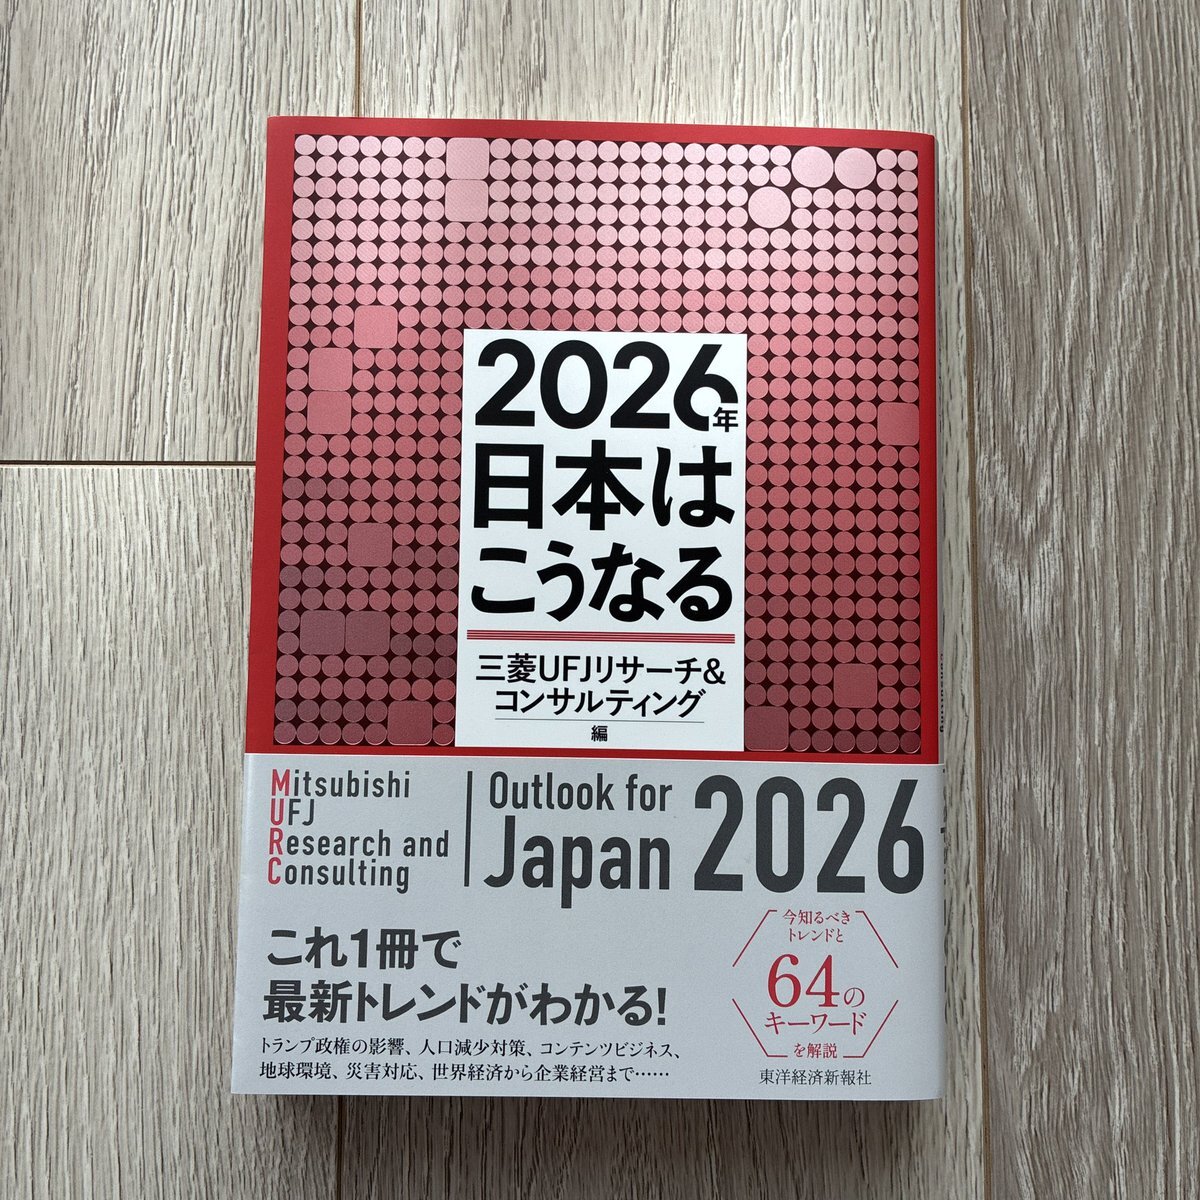 2026年
日本は
こうなる
三菱UFJリサーチ&
コンサルティング
編
Mitsubishi
UFJ
Research and
Consulting
Outlook for
Japan 2026
これ1冊で
最新トレンドがわかる!
トランプ政権の影響、人口減少対策、コンテンツビジネス、
地球環境、災害対応、世界経済から企業経営まで……
今知るべき
トレンドと
64の
キーワード
を解説
東洋経済新報社